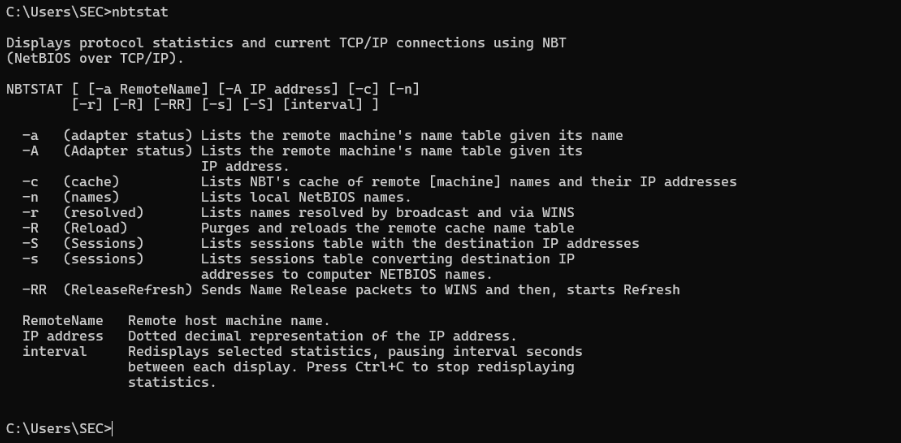 C:\Users\SEC>nbtstat
Displays protocol statistics and current TCP/IP connections using NBT
(NetBIOS over TCP/IP).
NBTSTAT [ [-a RemoteName] [-A IP address] [-c] [-n]
[-r] [-R] [-RR] [-s] [-S] [interval] ]
-a (adapter status) Lists the remote machine's name table given its name
-A (Adapter status) Lists the remote machine's name table given its
IP address.
-c (cache) Lists NBT's cache of remote [machine] names and their IP addresses
-n (names) Lists local NetBIOS names.
-r (resolved) Lists names resolved by broadcast and via WINS
-R (Reload) Purges and reloads the remote cache name table
-S (Sessions) Lists sessions table with the destination IP addresses
-s (sessions) Lists sessions table converting destination IP
addresses to computer NETBIOS names.
-RR (ReleaseRefresh) Sends Name Release packets to WINS and then, starts Refresh
RemoteName Remote host machine name.
IP address Dotted decimal representation of the IP address.
interval Redisplays selected statistics, pausing interval seconds
between each display. Press Ctrl+C to stop redisplaying
statistics.
C:\Users\SEC>